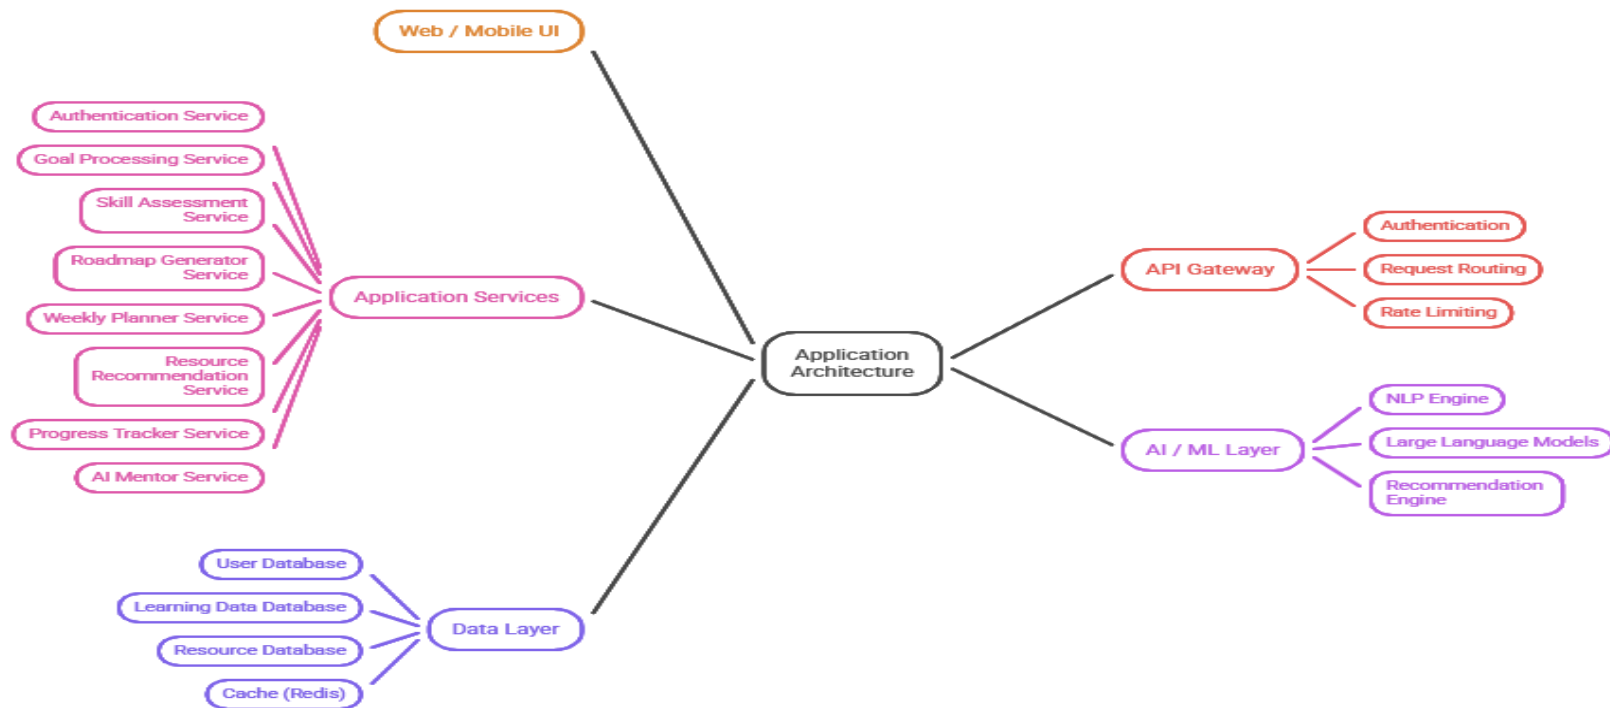 Web / Mobile UI
Authentication Service
Goal Processing Service
Skill Assessment
Service
Roadmap Generator
Service
Weekly Planner Service
Resource
Recommendation
Service
Progress Tracker Service
AI Mentor Service
Application Services
User Database
Learning Data Database
Resource Database
Cache (Redis)
Data Layer
Application
Architecture
API Gateway
Authentication
Request Routing
Rate Limiting
AI / ML Layer
NLP Engine
Large Language Models
Recommendation
Engine